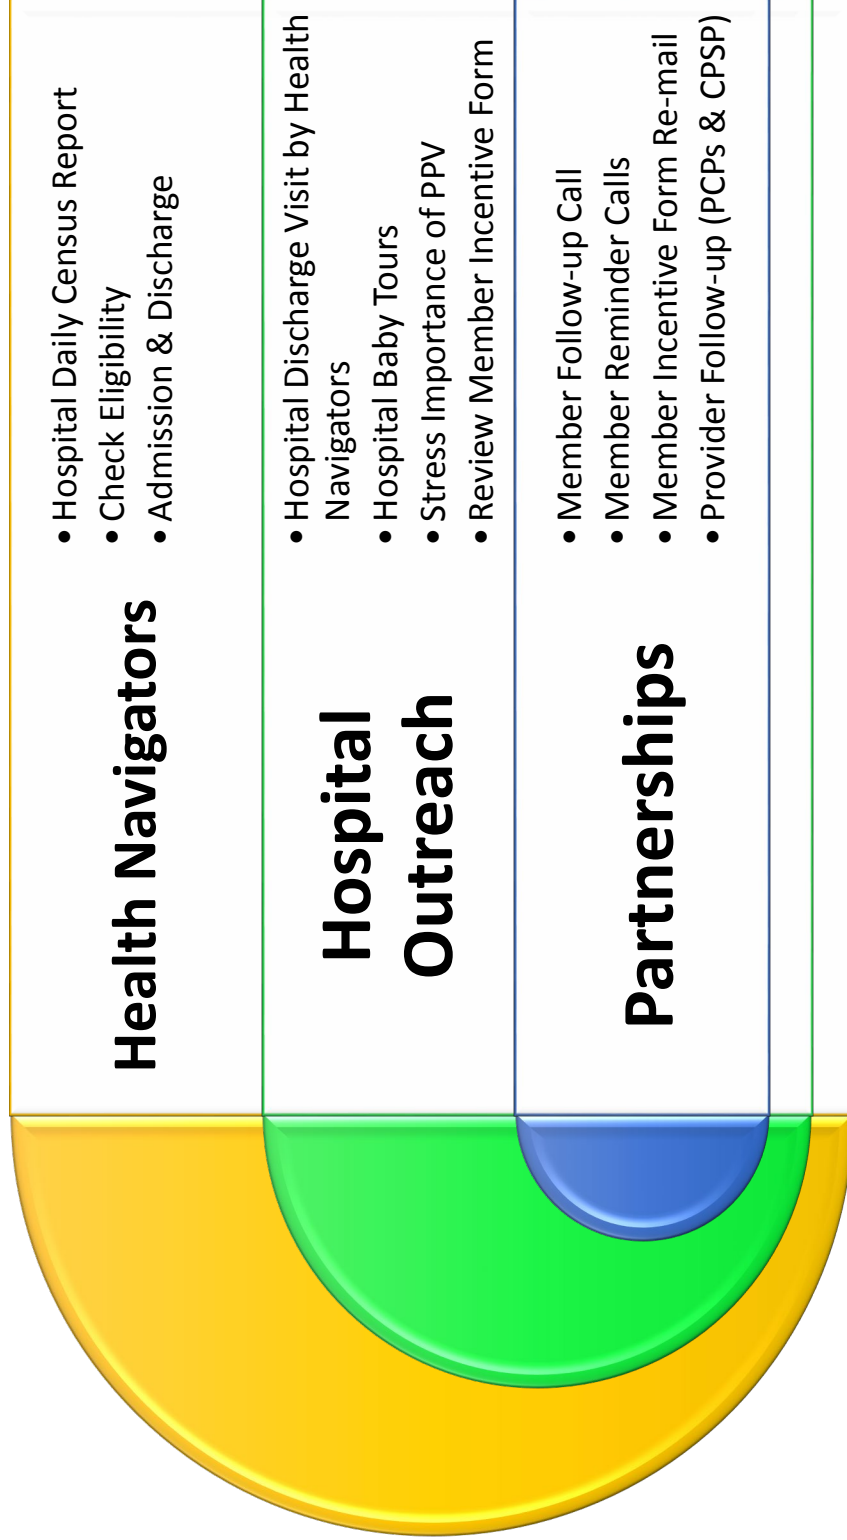 Health Navigators
• Hospital Daily Census Report
• Check Eligibility
• Admission & Discharge
Hospital
Outreach
• Hospital Discharge Visit by Health
Navigators
• Hospital Baby Tours
• Stress Importance of PPV
• Review Member Incentive Form
Partnerships
• Member Follow-up Call
• Member Reminder Calls
• Member Incentive Form Re-mail
• Provider Follow-up (PCPs & CPSP)